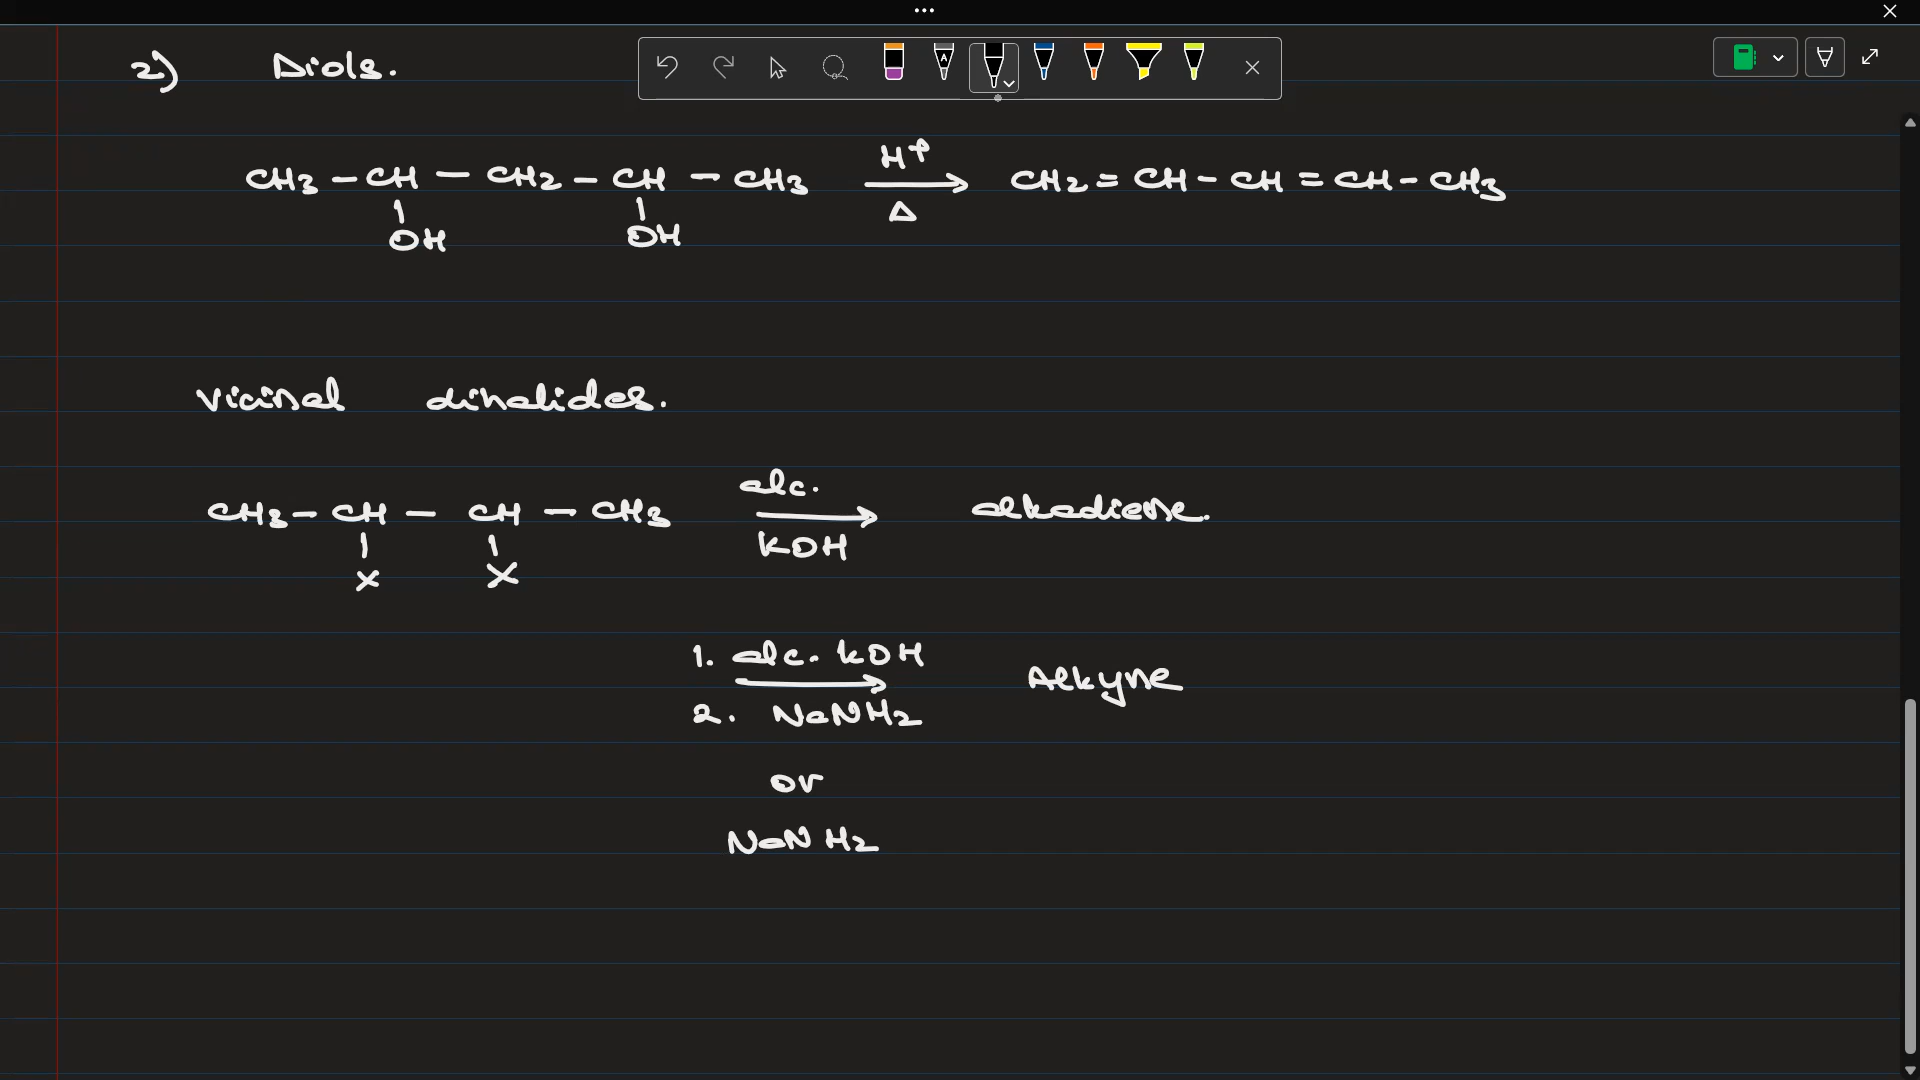 2) Diols.
CH3 - CH - CH2 - CH - CH3 H+ Δ CH2 = CH - CH = CH - CH3
OH OH
vicinal dihalides.
CH3 - CH - CH - CH3 alc. KOH alkadiene.
X X
1. alc. KOH
Alkyne
2. NaNH2
or
NaNH2